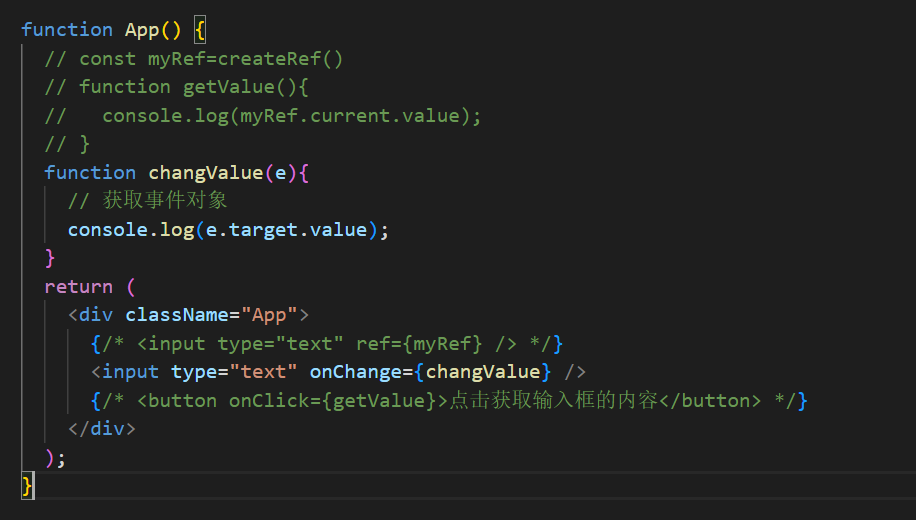 function App() {
// const myRef=createRef()
// function getValue(){
//   console.log(myRef.current.value);
// }
function changValue(e){
// 获取事件对象
console.log(e.target.value);
}
return (
<div className="App">
{/* <input type="text" ref={myRef} /> */}
<input type="text" onChange={changValue} />
{/* <button onClick={getValue}>点击获取输入框的内容</button> */}
</div>
);
}